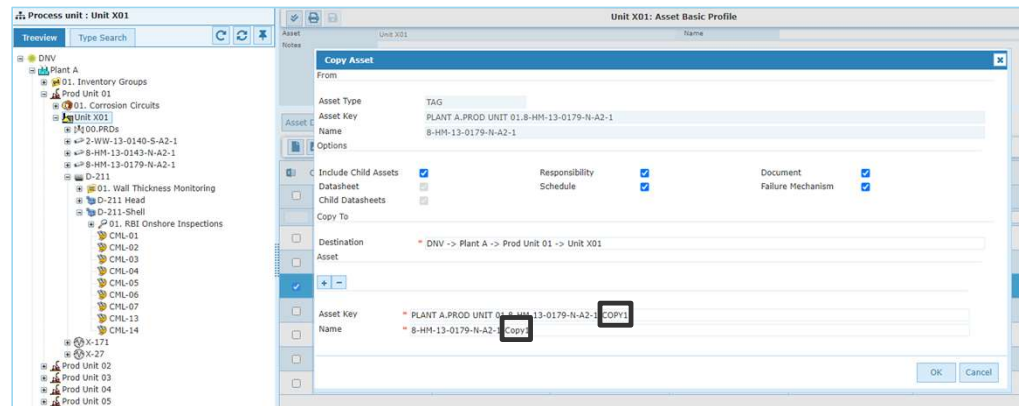 Process unit : Unit X01
Treeview
Type Search
DNV
Plant A
01. Inventory Groups
Prod Unit 01
01. Corrosion Circuits
Unit X01
00.PRDs
2-WW-13-0140-S-A2-1
8-HM-13-0143-N-A2-1
8-HM-13-0179-N-A2-1
D-211
01. Wall Thickness Monitoring
D-211 Head
D-211-Shell
01. RBI Onshore Inspections
CML-01
CML-02
CML-03
CML-04
CML-05
CML-06
CML-07
CML-13
CML-14
X-171
X-27
Prod Unit 02
Prod Unit 03
Prod Unit 04
Prod Unit 05
Unit X01: Asset Basic Profile
Asset Unit X01 Name
Notes
Asset D
Copy Asset
From
Asset Type TAG
Asset Key PLANT A.PROD UNIT 01.8-HM-13-0179-N-A2-1
Name 8-HM-13-0179-N-A2-1
Options
Include Child Assets Responsibility Document
Datasheet Schedule Failure Mechanism
Child Datasheets
Copy To
Destination * DNV -> Plant A -> Prod Unit 01 -> Unit X01
Asset
+ -
Asset Key * PLANT A.PROD UNIT 01.8-HM-13-0179-N-A2-1 COPY1
Name * 8-HM-13-0179-N-A2-1 Copy1
OK Cancel